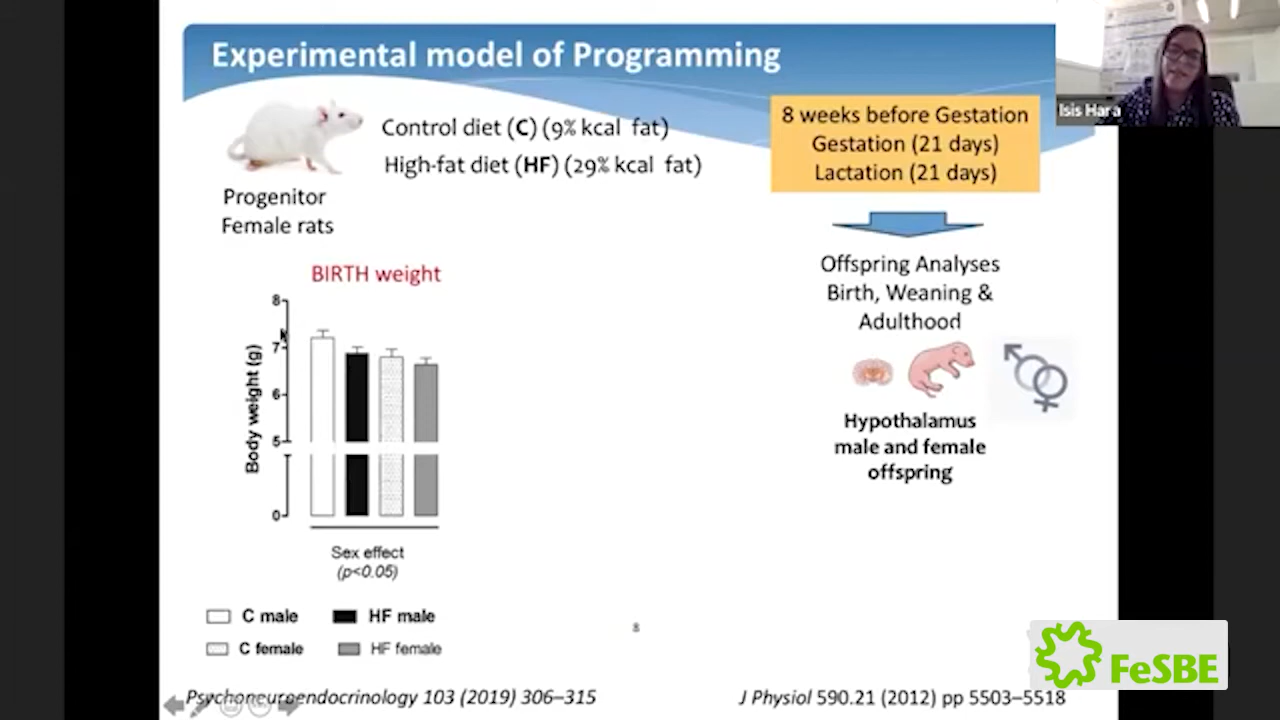 Experimental model of Programming
Isis Hara
Control diet (C) (9% kcal fat)
High-fat diet (HF) (29% kcal fat)
Progenitor
Female rats
8 weeks before Gestation
Gestation (21 days)
Lactation (21 days)
Offspring Analyses
Birth, Weaning &
Adulthood
Hypothalamus
male and female
offspring
BIRTH weight
Body weight (g)
8
7
6
5
0
Sex effect
(p<0.05)
C male
HF male
C female
HF female
8
FeSBE
Psychoneuroendocrinology 103 (2019) 306–315
J Physiol 590.21 (2012) pp 5503–5518